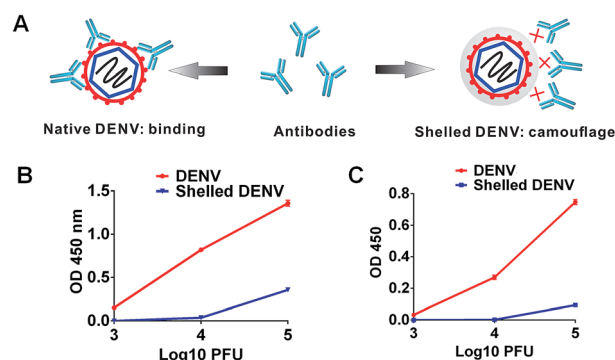 A
Native DENV: binding
Antibodies
Shelled DENV: camouflage
B
DENV
Shelled DENV
OD 450 nm
1.5
1.0
0.5
0.0
3
4
5
Log10 PFU
C
DENV
Shelled DENV
OD 450
0.8
0.6
0.4
0.2
0.0
3
4
5
Log10 PFU